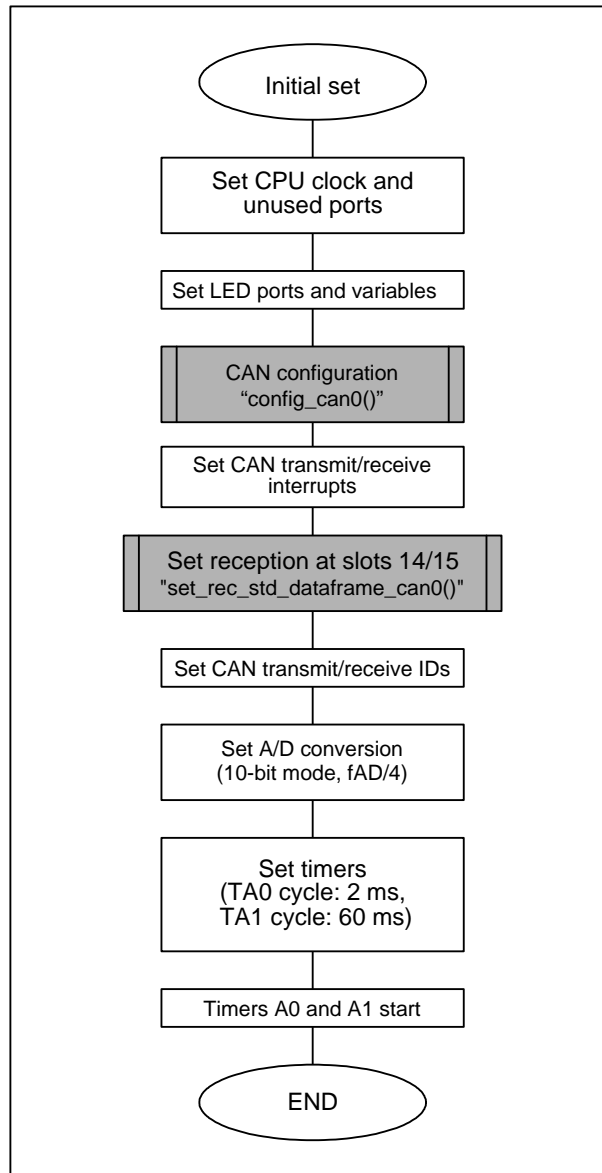 Initial set
Set CPU clock and
unused ports
Set LED ports and variables
CAN configuration
“config_can0()”
Set CAN transmit/receive
interrupts
Set reception at slots 14/15
"set_rec_std_dataframe_can0()"
Set CAN transmit/receive IDs
Set A/D conversion
(10-bit mode, fAD/4)
Set timers
(TA0 cycle: 2 ms,
TA1 cycle: 60 ms)
Timers A0 and A1 start
END